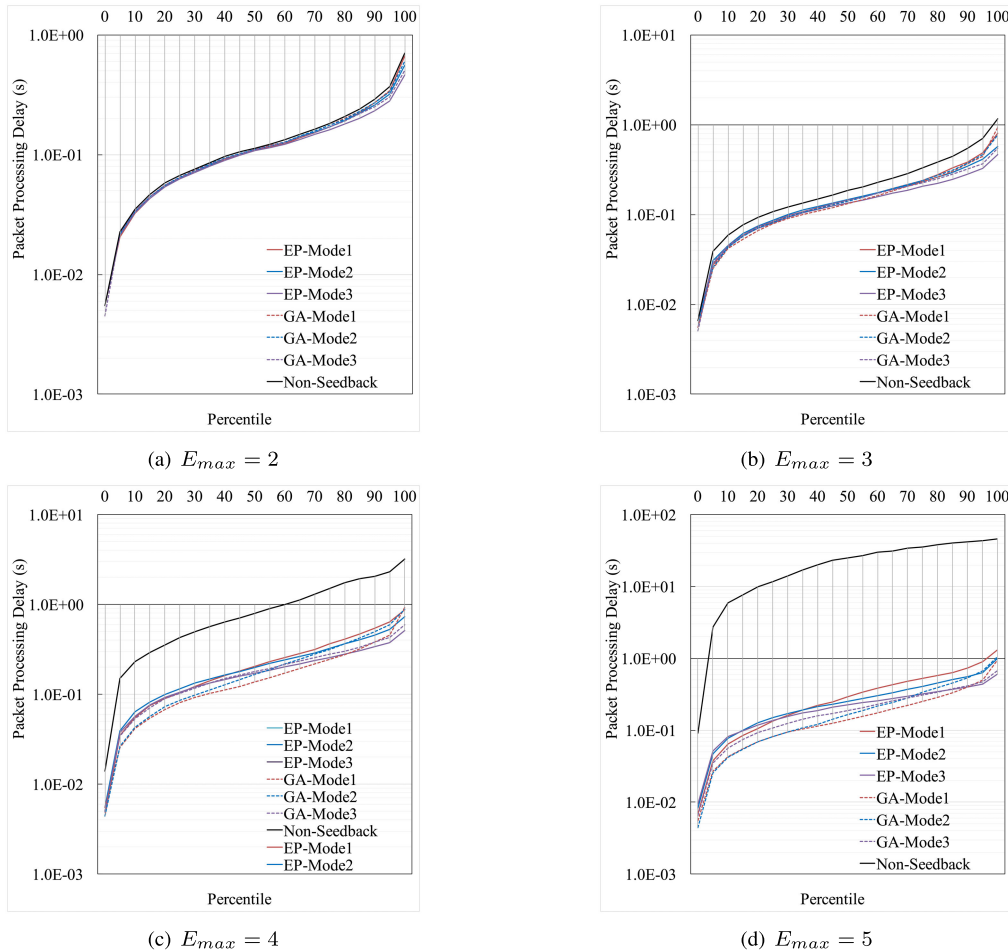 0 10 20 30 40 50 60 70 80 90 100
1.0E+00
1.0E-01
1.0E-02
1.0E-03
Packet Processing Delay (s)
EP-Mode1
EP-Mode2
EP-Mode3
GA-Mode1
GA-Mode2
GA-Mode3
Non-Seedback
Percentile
(a) E_max = 2
0 10 20 30 40 50 60 70 80 90 100
1.0E+01
1.0E+00
1.0E-01
1.0E-02
1.0E-03
Packet Processing Delay (s)
EP-Mode1
EP-Mode2
EP-Mode3
GA-Mode1
GA-Mode2
GA-Mode3
Non-Seedback
Percentile
(b) E_max = 3
0 10 20 30 40 50 60 70 80 90 100
1.0E+01
1.0E+00
1.0E-01
1.0E-02
1.0E-03
Packet Processing Delay (s)
EP-Mode1
EP-Mode2
EP-Mode3
GA-Mode1
GA-Mode2
GA-Mode3
Non-Seedback
EP-Mode1
EP-Mode2
Percentile
(c) E_max = 4
0 10 20 30 40 50 60 70 80 90 100
1.0E+02
1.0E+01
1.0E+00
1.0E-01
1.0E-02
1.0E-03
Packet Processing Delay (s)
EP-Mode1
EP-Mode2
EP-Mode3
GA-Mode1
GA-Mode2
GA-Mode3
Non-Seedback
Percentile
(d) E_max = 5